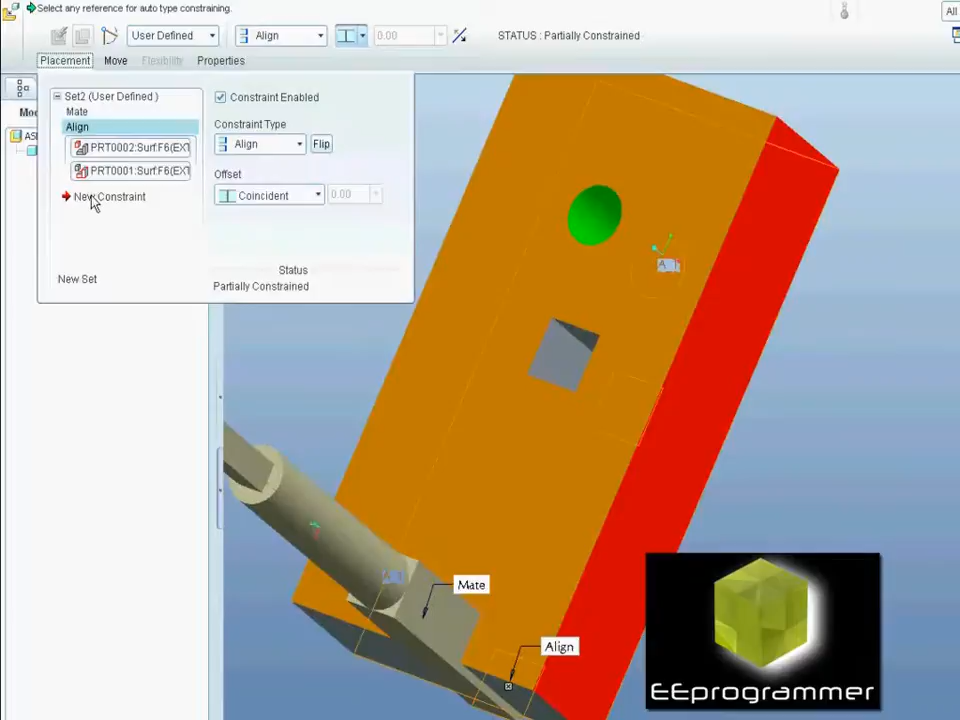 Select any reference for auto type constraining.
All
User Defined
Align
0.00
STATUS : Partially Constrained
Placement
Move
Flexibility
Properties
Set2 (User Defined )
Mate
Align
PRT0002:Surf:F6(EXT
PRT0001:Surf:F6(EXT
New Constraint
New Set
Constraint Enabled
Constraint Type
Align
Flip
Offset
Coincident
0.00
Status
Partially Constrained
Mate
Align
EEprogrammer